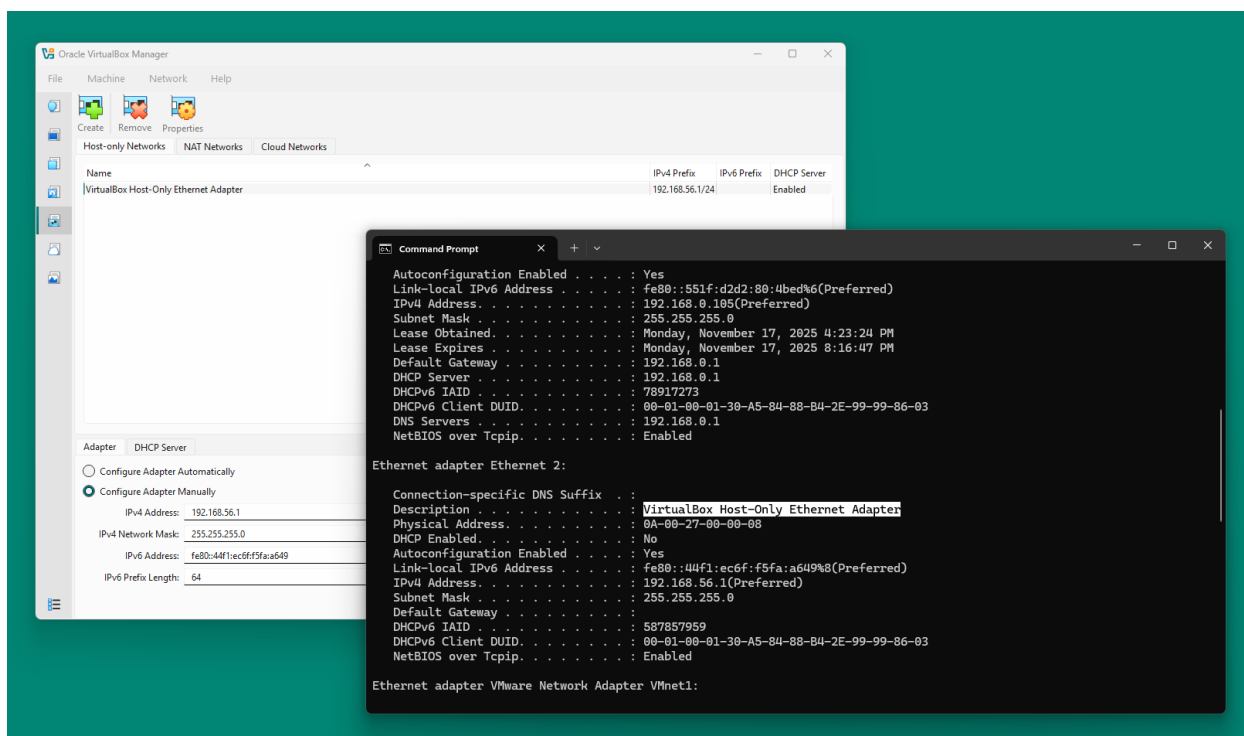 Oracle VirtualBox Manager
File Machine Network Help
Create Remove Properties
Host-only Networks NAT Networks Cloud Networks
Name IPv4 Prefix IPv6 Prefix DHCP Server
VirtualBox Host-Only Ethernet Adapter 192.168.56.1/24 Enabled
Adapter DHCP Server
Configure Adapter Automatically
Configure Adapter Manually
IPv4 Address: 192.168.56.1
IPv4 Network Mask: 255.255.255.0
IPv6 Address: fe80::44f1:ec6f:f5fa:a649
IPv6 Prefix Length: 64
Command Prompt
Autoconfiguration Enabled . . . . : Yes
Link-local IPv6 Address . . . . . : fe80::551f:d2d2:80:4bed%6(Preferred)
IPv4 Address. . . . . . . . . . . : 192.168.0.105(Preferred)
Subnet Mask . . . . . . . . . . . : 255.255.255.0
Lease Obtained. . . . . . . . . . : Monday, November 17, 2025 4:23:24 PM
Lease Expires . . . . . . . . . . : Monday, November 17, 2025 8:16:47 PM
Default Gateway . . . . . . . . . : 192.168.0.1
DHCP Server . . . . . . . . . . . : 192.168.0.1
DHCPv6 IAID . . . . . . . . . . . : 78917273
DHCPv6 Client DUID. . . . . . . . : 00-01-00-01-30-A5-84-88-B4-2E-99-99-86-03
DNS Servers . . . . . . . . . . . : 192.168.0.1
NetBIOS over Tcpip. . . . . . . . : Enabled
Ethernet adapter Ethernet 2:
Connection-specific DNS Suffix . :
Description . . . . . . . . . . . : VirtualBox Host-Only Ethernet Adapter
Physical Address. . . . . . . . . : 0A-00-27-00-00-08
DHCP Enabled. . . . . . . . . . . : No
Autoconfiguration Enabled . . . . : Yes
Link-local IPv6 Address . . . . . : fe80::44f1:ec6f:f5fa:a649%8(Preferred)
IPv4 Address. . . . . . . . . . . : 192.168.56.1(Preferred)
Subnet Mask . . . . . . . . . . . : 255.255.255.0
Default Gateway . . . . . . . . . :
DHCPv6 IAID . . . . . . . . . . . : 587857959
DHCPv6 Client DUID. . . . . . . . : 00-01-00-01-30-A5-84-88-B4-2E-99-99-86-03
NetBIOS over Tcpip. . . . . . . . : Enabled
Ethernet adapter VMware Network Adapter VMnet1: